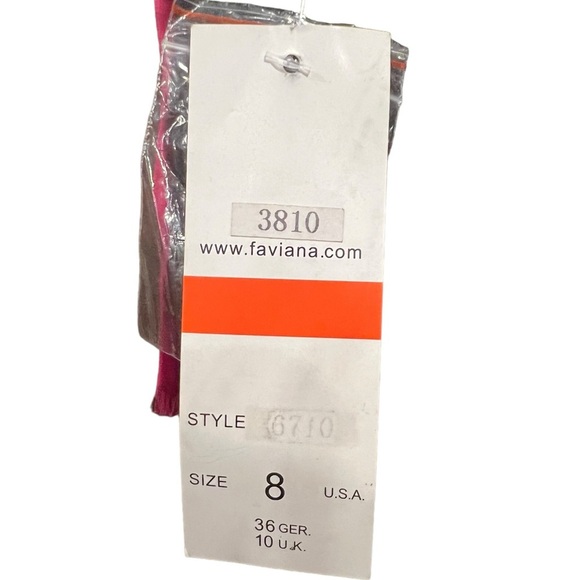 3810
www.faviana.com
STYLE 6710
SIZE 8 U.S.A.
36 GER.
10 U.K.